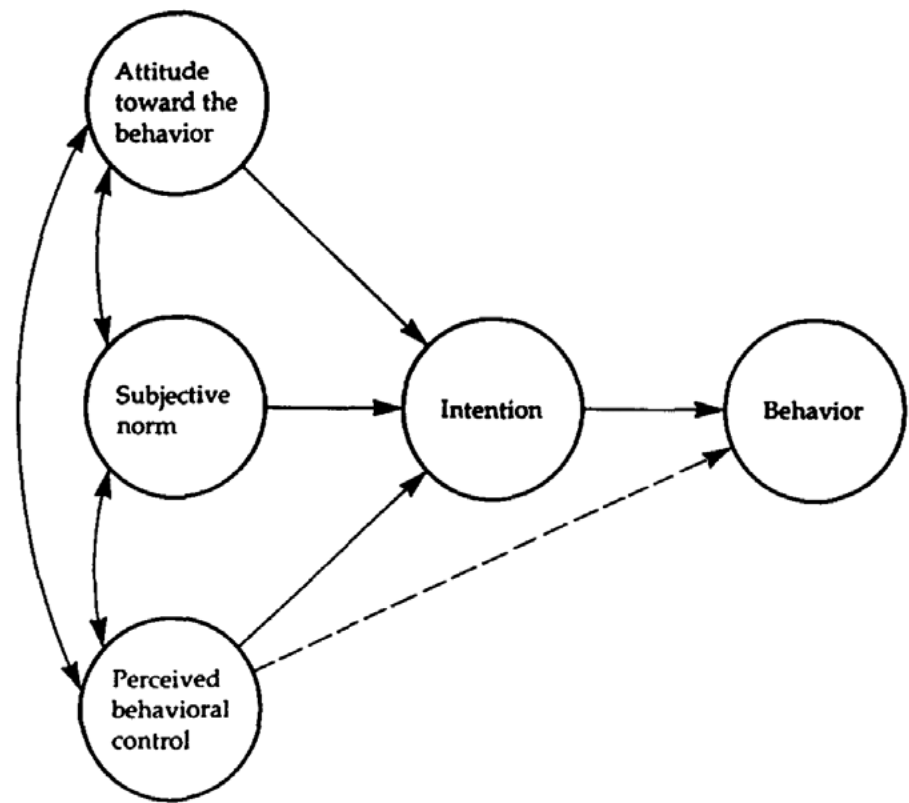 Attitude
toward the
behavior
Subjective
norm
Intention
Behavior
Perceived
behavioral
control